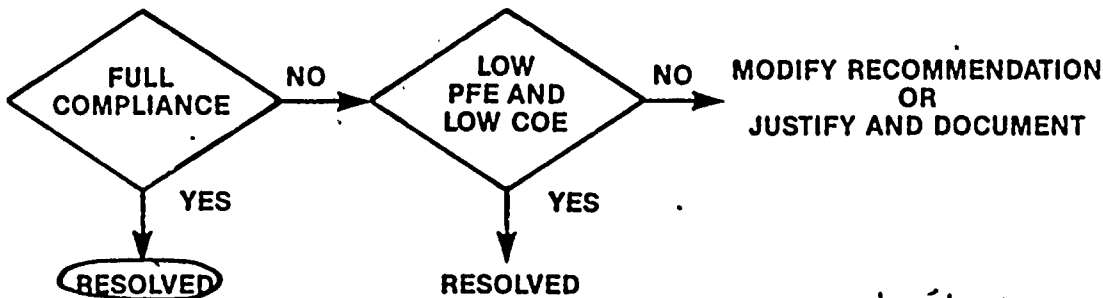 FULL
COMPLIANCE
NO
LOW
PFE AND
LOW COE
NO
MODIFY RECOMMENDATION
OR
JUSTIFY AND DOCUMENT
YES
YES
RESOLVED
RESOLVED